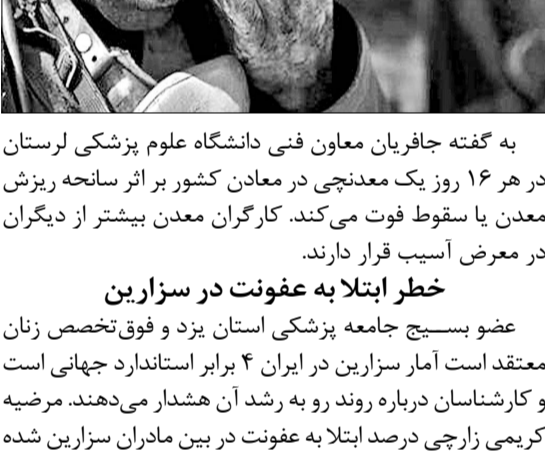 به گفته جافریان معاون فنی دانشگاه علوم پزشکی لرستان
در هر ۱۶ روز یک معدنچی در معادن کشور بر اثر سانحه ریزش
معدن یا سقوط فوت می‌کند. کارگران معدن بیشتر از دیگران
در معرض آسیب قرار دارند.
خطر ابتلا به عفونت در سزارین
عضو بسیج جامعه پزشکی استان یزد و فوق‌تخصص زنان
معتقد است آمار سزارین در ایران ۴ برابر استاندارد جهانی است
و کارشناسان درباره روند رو به رشد آن هشدار می‌دهند. مرضیه
کریمی زارچی درصد ابتلا به عفونت در بین مادران سزارین شده